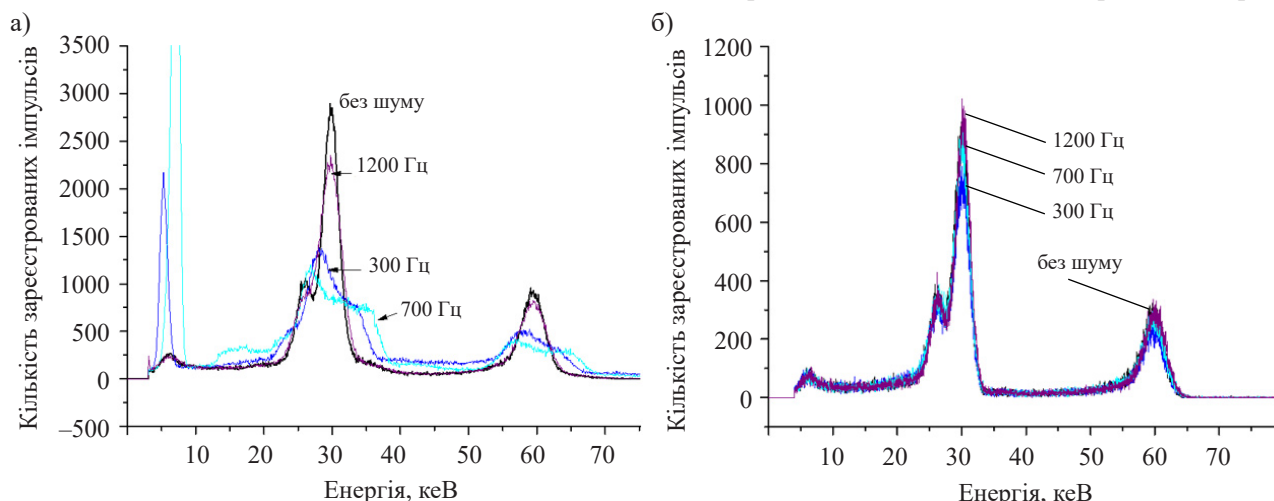 а)
Кількість зареєстрованих імпульсів
3500
3000
2500
2000
1500
1000
500
0
–500
без шуму
1200 Гц
300 Гц
700 Гц
10 20 30 40 50 60 70
Енергія, кеВ
б)
Кількість зареєстрованих імпульсів
1200
1000
800
600
400
200
0
1200 Гц
700 Гц
300 Гц
без шуму
10 20 30 40 50 60 70
Енергія, кеВ